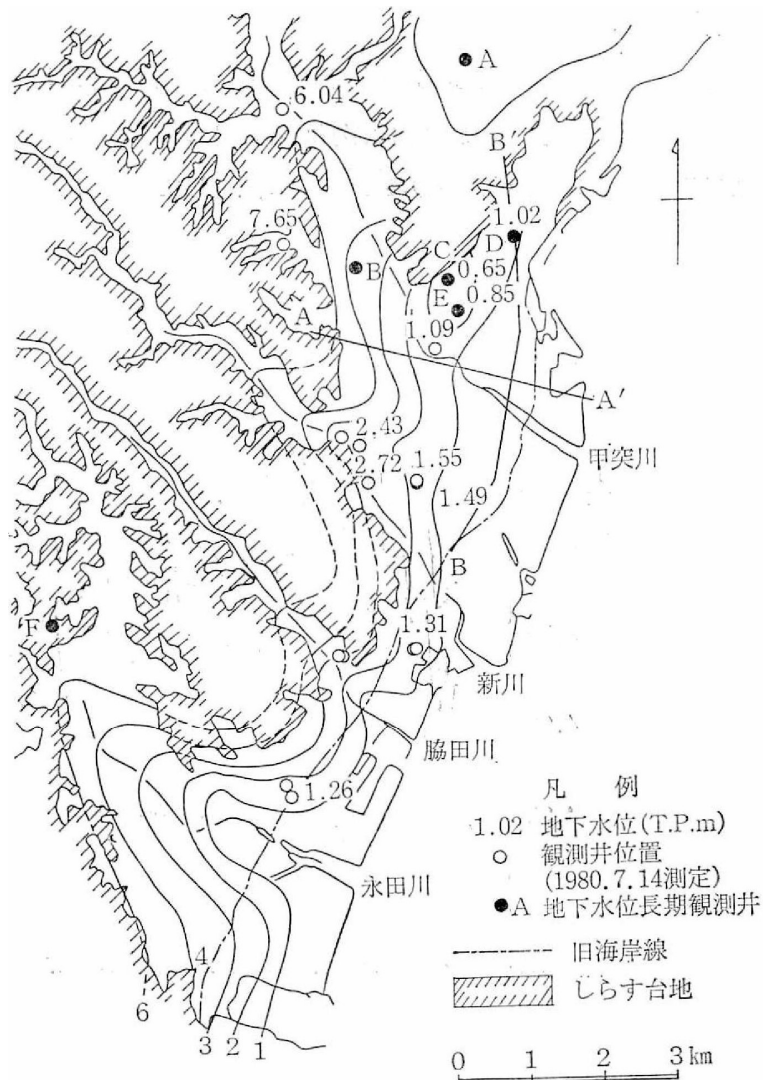 A
6.04
B'
7.65
1.02
D
B
C
0.65
E
0.85
A
1.09
A'
2.43
甲突川
2.72
1.55
1.49
B
F
1.31
新川
脇田川
1.26
凡 例
1.02 地下水位(T.P.m)
観測井位置
(1980.7.14測定)
A 地下水位長期観測井
永田川
旧海岸線
4
しらす台地
6
3 2 1
0 1 2 3 km